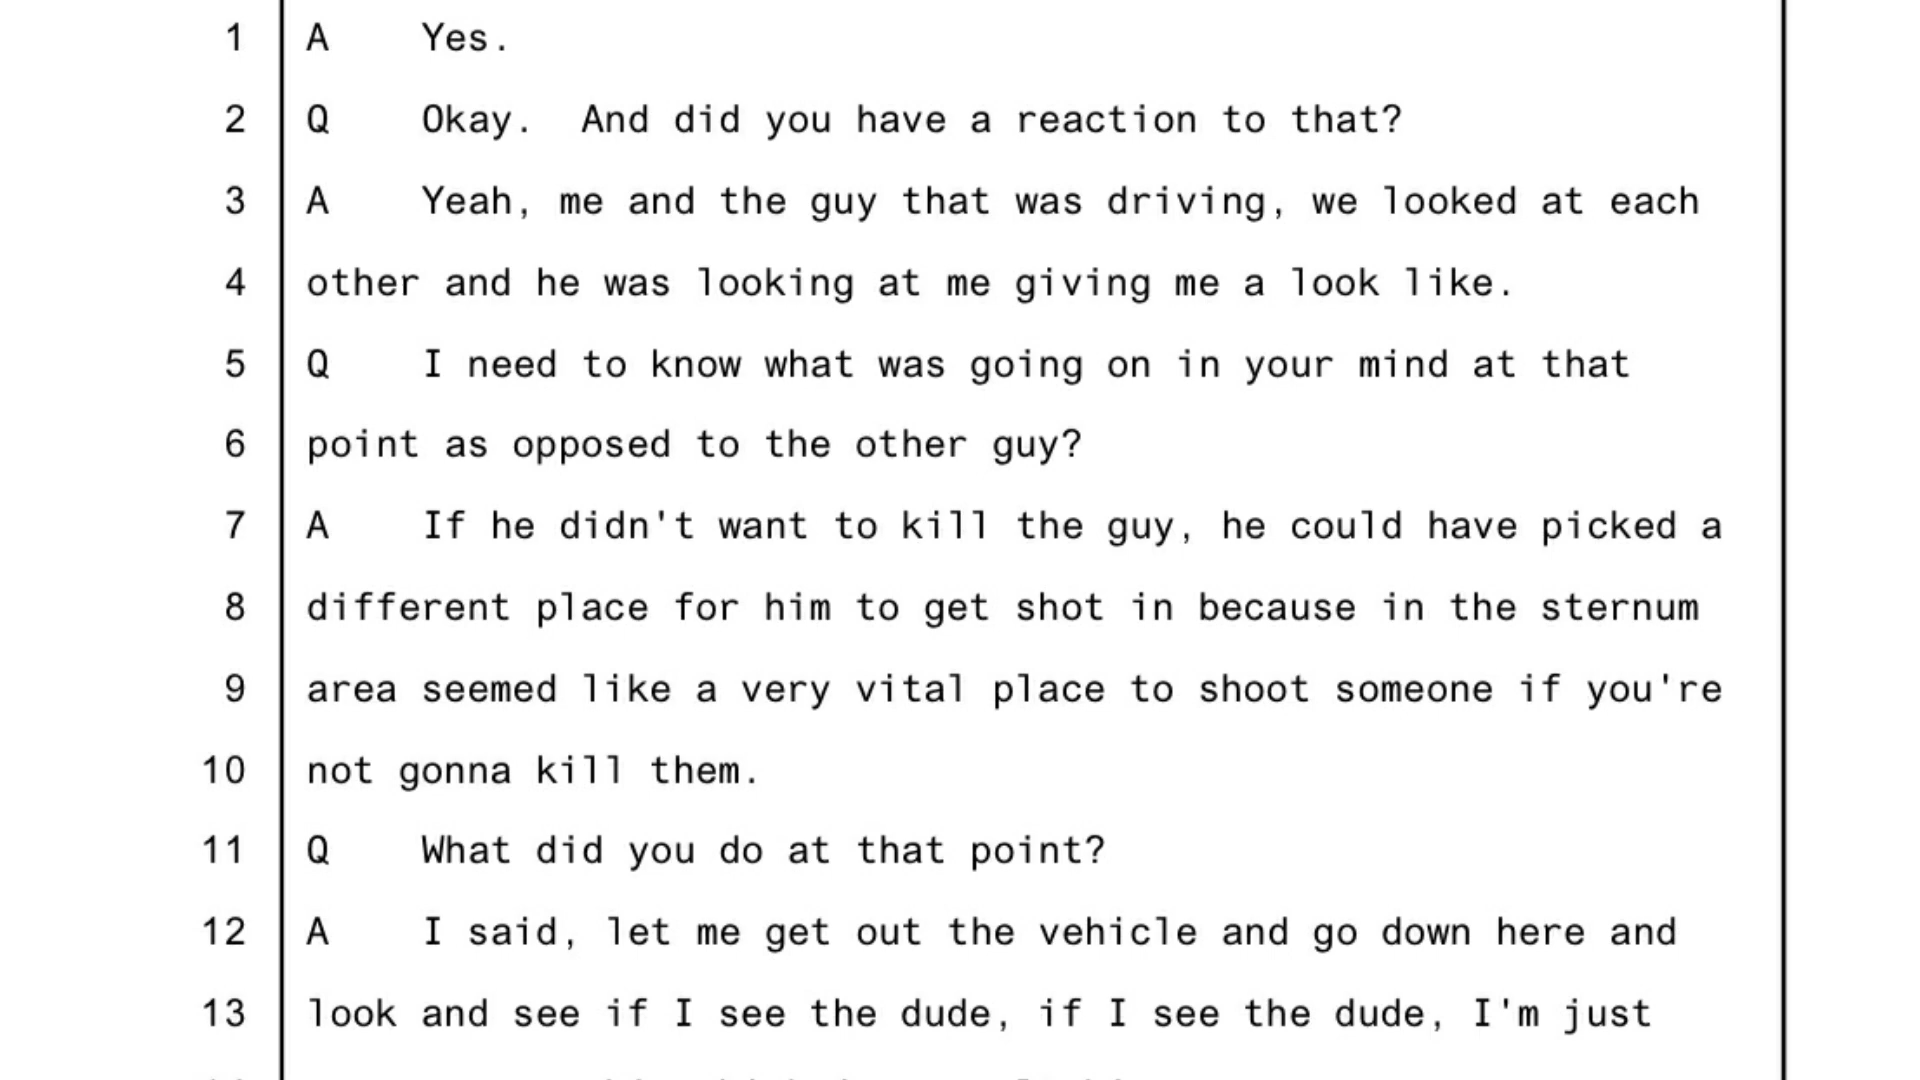 1 A Yes.
2 Q Okay. And did you have a reaction to that?
3 A Yeah, me and the guy that was driving, we looked at each
4 other and he was looking at me giving me a look like.
5 Q I need to know what was going on in your mind at that
6 point as opposed to the other guy?
7 A If he didn't want to kill the guy, he could have picked a
8 different place for him to get shot in because in the sternum
9 area seemed like a very vital place to shoot someone if you're
10 not gonna kill them.
11 Q What did you do at that point?
12 A I said, let me get out the vehicle and go down here and
13 look and see if I see the dude, if I see the dude, I'm just